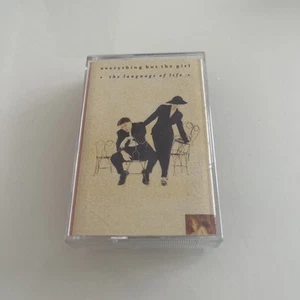 everything but the girl
• the language of life •